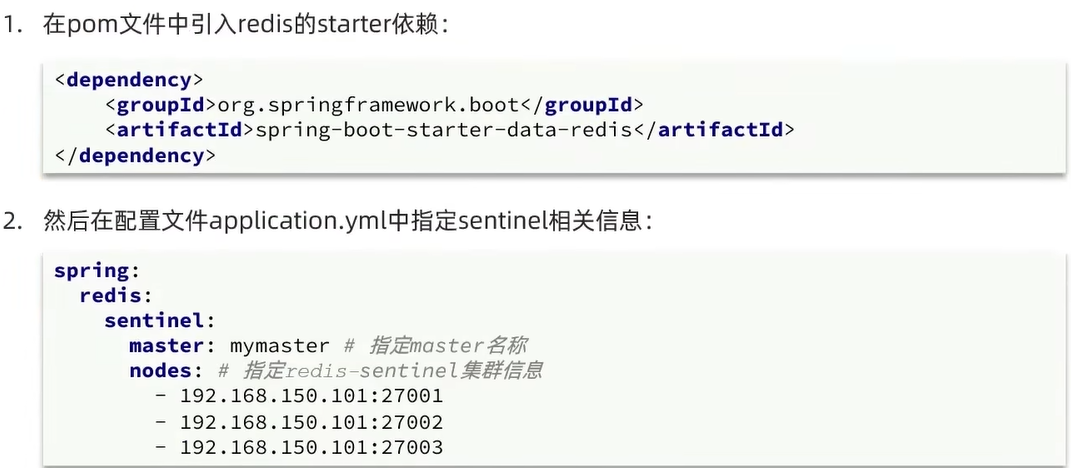 1. 在pom文件中引入redis的starter依赖：
<dependency>
    <groupId>org.springframework.boot</groupId>
    <artifactId>spring-boot-starter-data-redis</artifactId>
</dependency>
2. 然后在配置文件application.yml中指定sentinel相关信息：
spring:
  redis:
    sentinel:
      master: mymaster # 指定master名称
      nodes: # 指定redis-sentinel集群信息
        - 192.168.150.101:27001
        - 192.168.150.101:27002
        - 192.168.150.101:27003